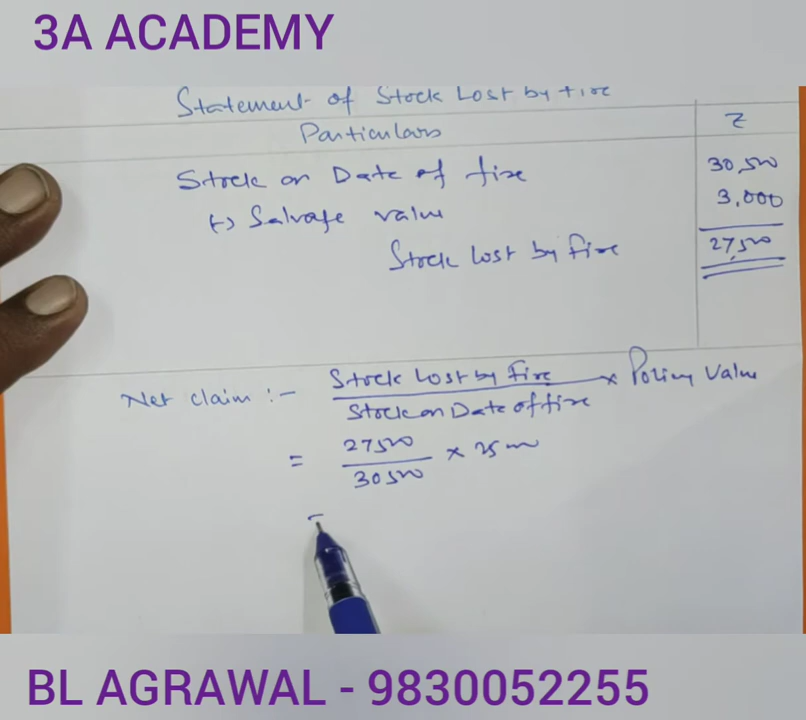 3A ACADEMY
Statement of Stock Lost by fire
Particulars ₹
Stock on Date of fire 30,500
(-) Salvage value 3,000
Stock Lost by fire 27,500
Net claim :- Stock Lost by fire × Policy Value
Stock on Date of fire
= 27500 × 25000
30500
BL AGRAWAL - 9830052255